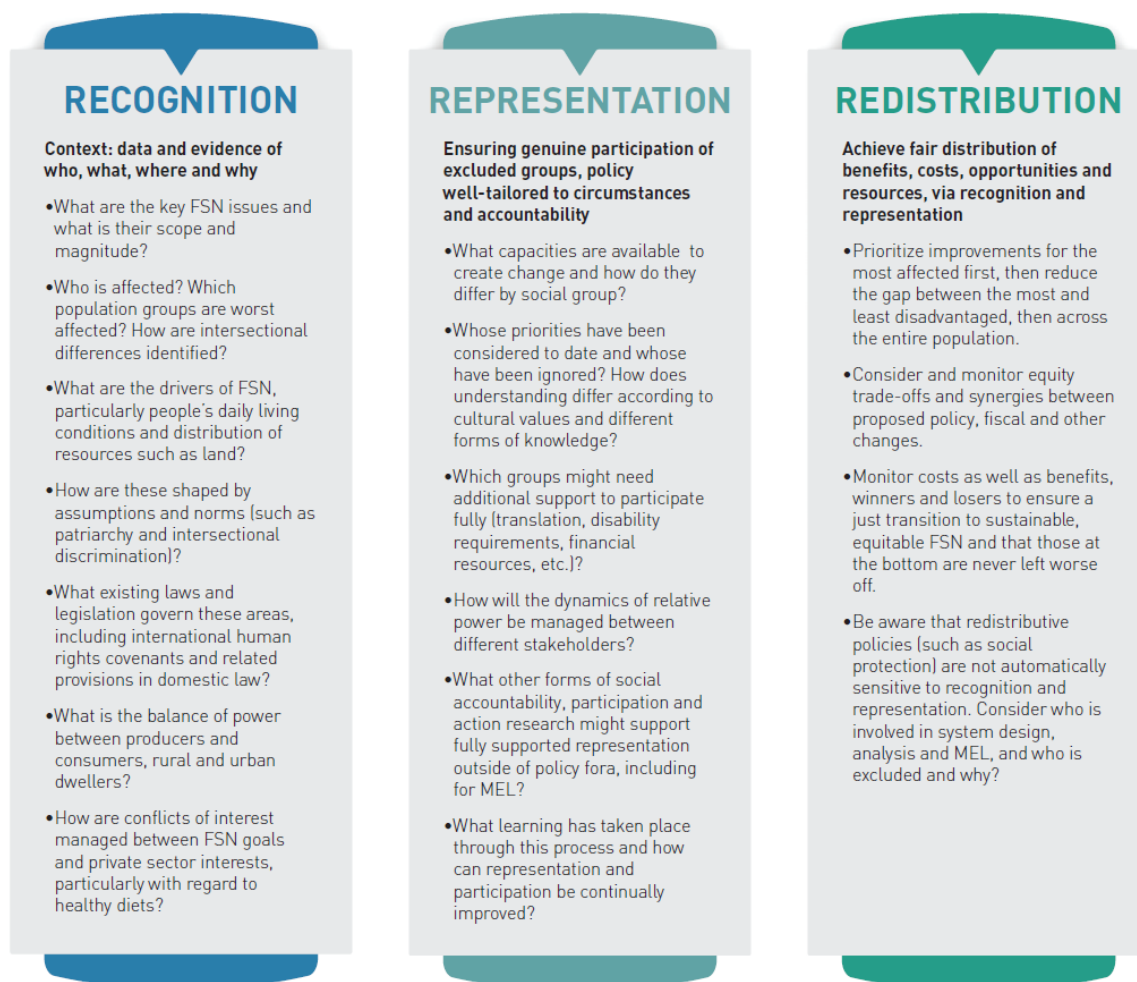 RECOGNITION
Context: data and evidence of
who, what, where and why
•What are the key FSN issues and
what is their scope and
magnitude?
•Who is affected? Which
population groups are worst
affected? How are intersectional
differences identified?
•What are the drivers of FSN,
particularly people's daily living
conditions and distribution of
resources such as land?
•How are these shaped by
assumptions and norms (such as
patriarchy and intersectional
discrimination)?
•What existing laws and
legislation govern these areas,
including international human
rights covenants and related
provisions in domestic law?
•What is the balance of power
between producers and
consumers, rural and urban
dwellers?
•How are conflicts of interest
managed between FSN goals
and private sector interests,
particularly with regard to
healthy diets?
REPRESENTATION
Ensuring genuine participation of
excluded groups, policy
well-tailored to circumstances
and accountability
•What capacities are available to
create change and how do they
differ by social group?
•Whose priorities have been
considered to date and whose
have been ignored? How does
understanding differ according to
cultural values and different
forms of knowledge?
•Which groups might need
additional support to participate
fully (translation, disability
requirements, financial
resources, etc.)?
•How will the dynamics of relative
power be managed between
different stakeholders?
•What other forms of social
accountability, participation and
action research might support
fully supported representation
outside of policy fora, including
for MEL?
•What learning has taken place
through this process and how
can representation and
participation be continually
improved?
REDISTRIBUTION
Achieve fair distribution of
benefits, costs, opportunities and
resources, via recognition and
representation
•Prioritize improvements for the
most affected first, then reduce
the gap between the most and
least disadvantaged, then across
the entire population.
•Consider and monitor equity
trade-offs and synergies between
proposed policy, fiscal and other
changes.
•Monitor costs as well as benefits,
winners and losers to ensure a
just transition to sustainable,
equitable FSN and that those at
the bottom are never left worse
off.
•Be aware that redistributive
policies (such as social
protection) are not automatically
sensitive to recognition and
representation. Consider who is
involved in system design,
analysis and MEL, and who is
excluded and why?